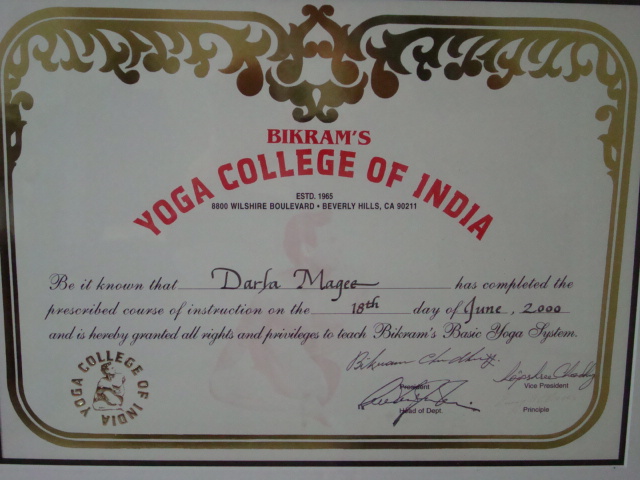 BIKRAM'S
YOGA COLLEGE OF INDIA
ESTD. 1965
8800 WILSHIRE BOULEVARD • BEVERLY HILLS, CA 90211
Be it known that Darla Magee has completed the
prescribed course of instruction on the 18th day of June, 2000
and is hereby granted all rights and privileges to teach Bikram's Basic Yoga System.
YOGA COLLEGE OF INDIA
President
Vice President
Head of Dept.
Principle